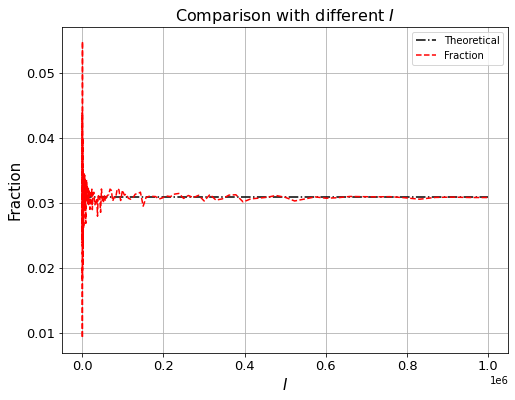 Comparison with different I
Theoretical
Fraction
Fraction
0.05
0.04
0.03
0.02
0.01
0.0 0.2 0.4 0.6 0.8 1.0
1e6
I